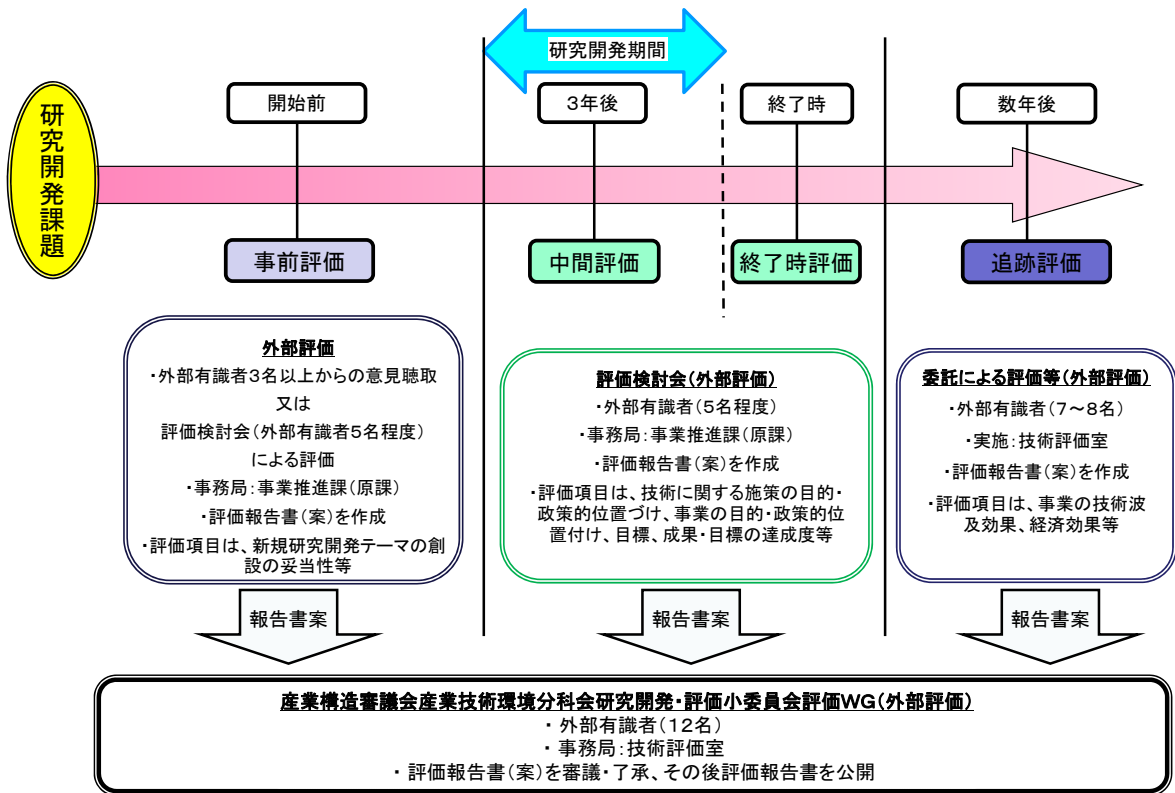 研究開発期間
開始前
3年後
終了時
数年後
研究開発課題
事前評価
中間評価
終了時評価
追跡評価
外部評価
・外部有識者3名以上からの意見聴取
又は
評価検討会(外部有識者5名程度)
による評価
・事務局:事業推進課(原課)
・評価報告書(案)を作成
・評価項目は、新規研究開発テーマの創
設の妥当性等
評価検討会(外部評価)
・外部有識者(5名程度)
・事務局:事業推進課(原課)
・評価報告書(案)を作成
・評価項目は、技術に関する施策の目的・
政策的位置づけ、事業の目的・政策的位
置付け、目標、成果・目標の達成度等
委託による評価等(外部評価)
・外部有識者(7~8名)
・実施:技術評価室
・評価報告書(案)を作成
・評価項目は、事業の技術波
及効果、経済効果等
報告書案
報告書案
報告書案
産業構造審議会産業技術環境分科会研究開発・評価小委員会評価WG(外部評価)
・ 外部有識者(12名)
・ 事務局:技術評価室
・ 評価報告書(案)を審議・了承、その後評価報告書を公開